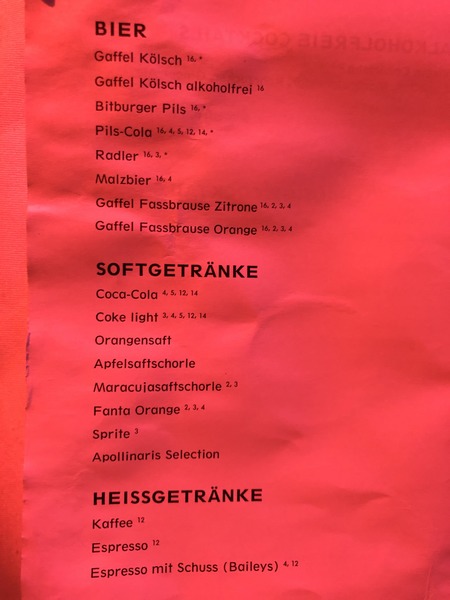 BIER
Gaffel Kölsch 16, *
Gaffel Kölsch alkoholfrei 16
Bitburger Pils 16, *
Pils-Cola 16, 4, 5, 12, 14, *
Radler 16, 3, *
Malzbier 16, 4
Gaffel Fassbrause Zitrone 16, 2, 3, 4
Gaffel Fassbrause Orange 16, 2, 3, 4
SOFTGETRÄNKE
Coca-Cola 4, 5, 12, 14
Coke light 3, 4, 5, 12, 14
Orangensaft
Apfelsaftschorle
Maracujasaftschorle 2, 3
Fanta Orange 2, 3, 4
Sprite 3
Apollinaris Selection
HEISSGETRÄNKE
Kaffee 12
Espresso 12
Espresso mit Schuss (Baileys) 4, 12